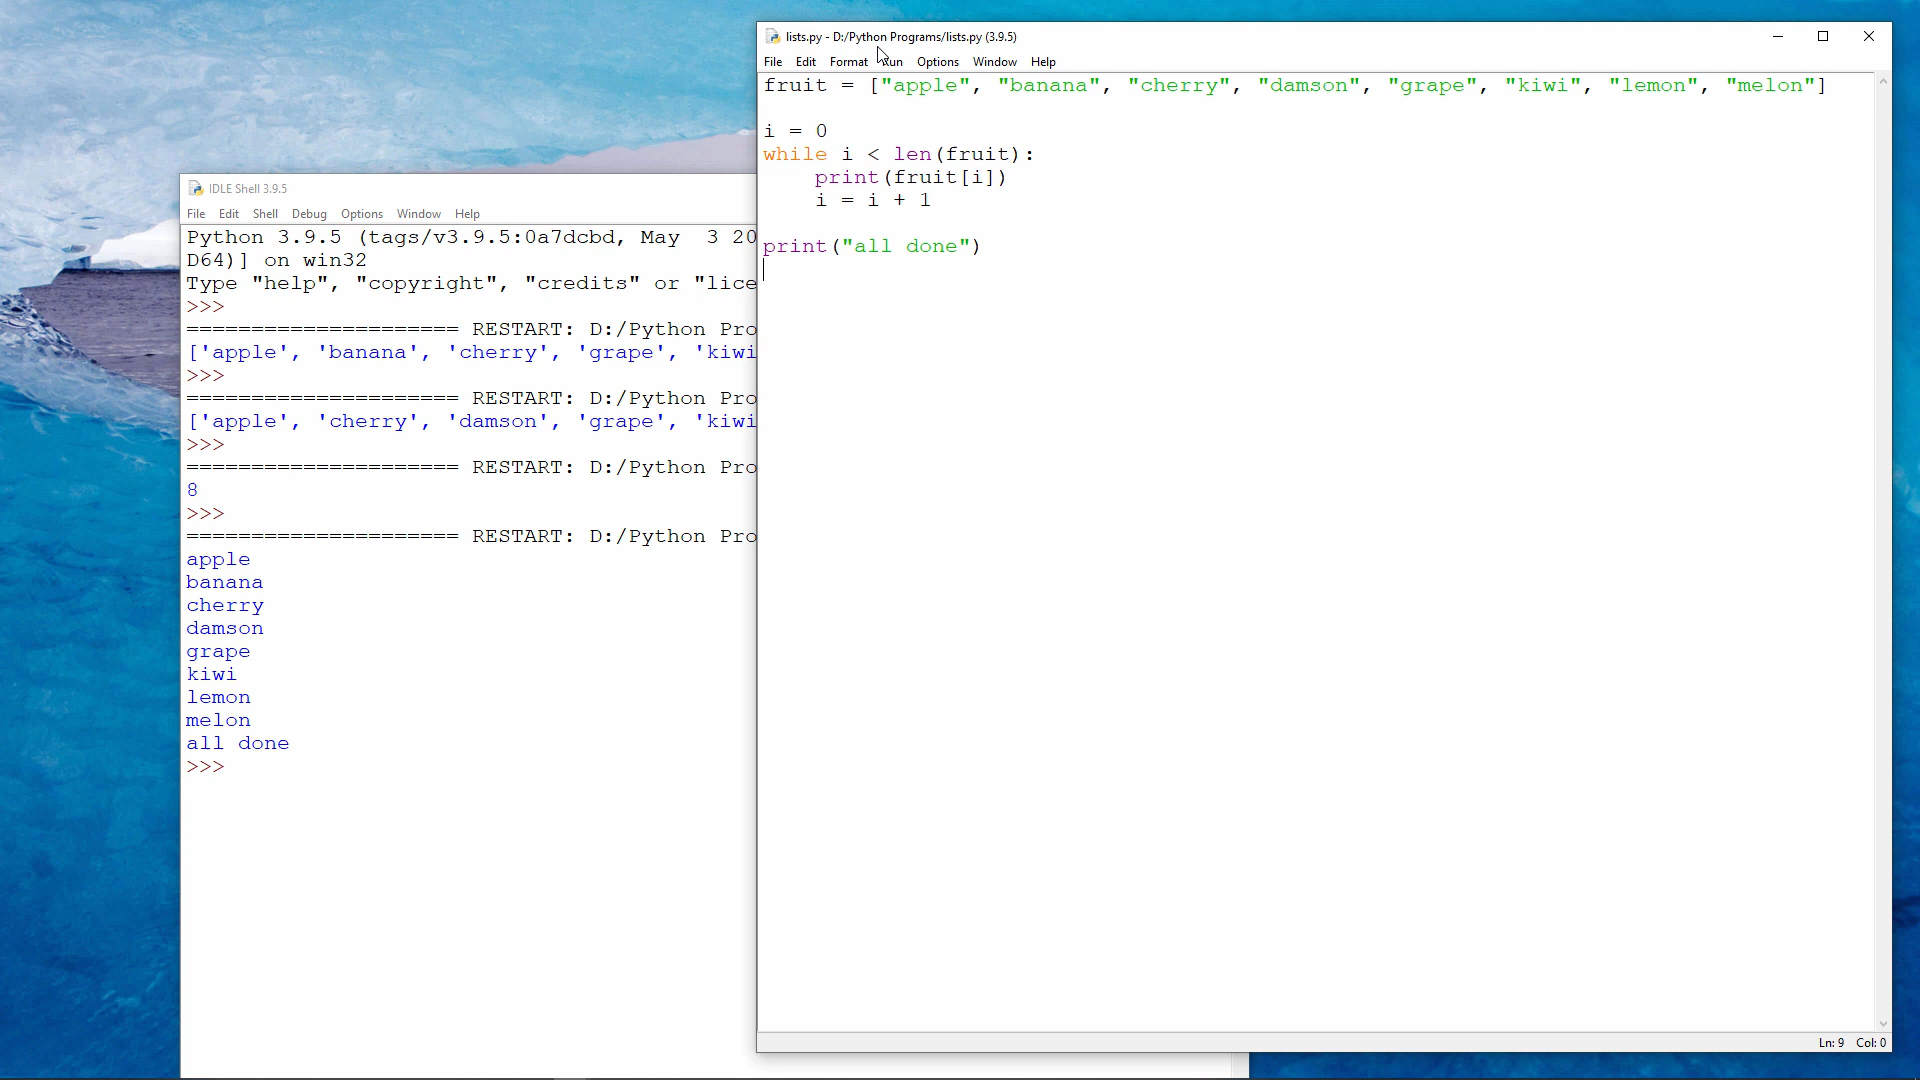 lists.py - D:/Python Programs/lists.py (3.9.5)
File Edit Format Run Options Window Help
fruit = ["apple", "banana", "cherry", "damson", "grape", "kiwi", "lemon", "melon"]
i = 0
while i < len(fruit):
    print(fruit[i])
    i = i + 1
print("all done")
Ln: 9 Col: 0
IDLE Shell 3.9.5
File Edit Shell Debug Options Window Help
Python 3.9.5 (tags/v3.9.5:0a7dcbd, May  3 20
D64)] on win32
Type "help", "copyright", "credits" or "lice
>>>
===================== RESTART: D:/Python Pro
['apple', 'banana', 'cherry', 'grape', 'kiwi
>>>
===================== RESTART: D:/Python Pro
['apple', 'cherry', 'damson', 'grape', 'kiwi
>>>
===================== RESTART: D:/Python Pro
8
>>>
===================== RESTART: D:/Python Pro
apple
banana
cherry
damson
grape
kiwi
lemon
melon
all done
>>>